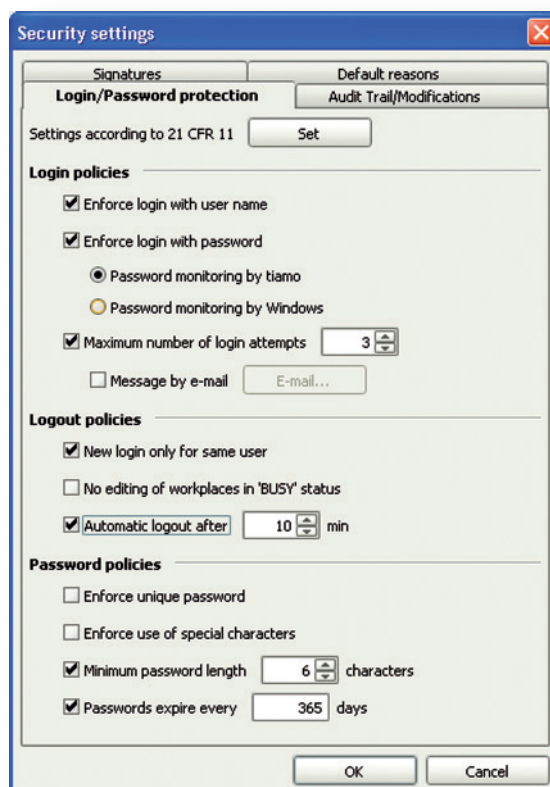 Security settings
Signatures Default reasons
Login/Password protection Audit Trail/Modifications
Settings according to 21 CFR 11 Set
Login policies
Enforce login with user name
Enforce login with password
Password monitoring by tiamo
Password monitoring by Windows
Maximum number of login attempts 3
Message by e-mail E-mail...
Logout policies
New login only for same user
No editing of workplaces in 'BUSY' status
Automatic logout after 10 min
Password policies
Enforce unique password
Enforce use of special characters
Minimum password length 6 characters
Passwords expire every 365 days
OK Cancel